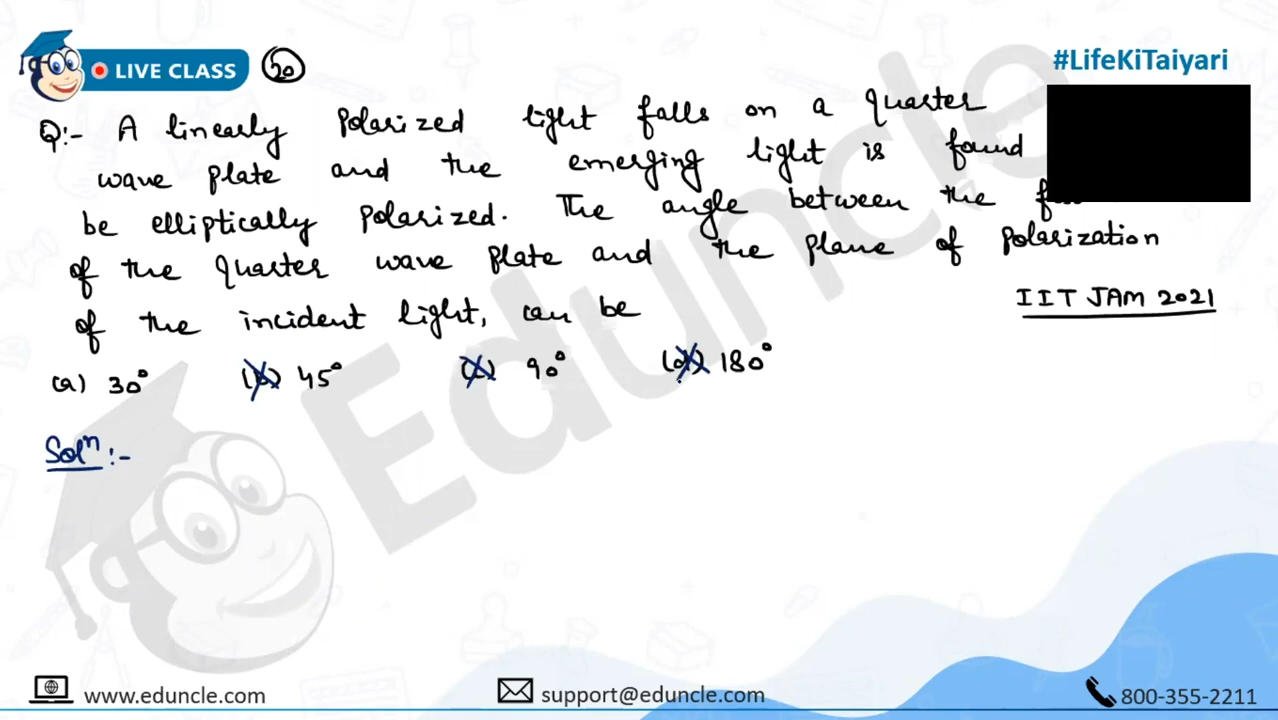 LIVE CLASS
20
#LifeKiTaiyari
Q:- A linearly polarized light falls on a quarter
wave plate and the emerging light is found
be elliptically polarized. The angle between the
of the quarter wave plate and the plane of polarization
of the incident light, can be
IIT JAM 2021
(a) 30° (b) 45° (c) 90° (d) 180°
Solⁿ:-
Eduncle
www.eduncle.com
support@eduncle.com
800-355-2211